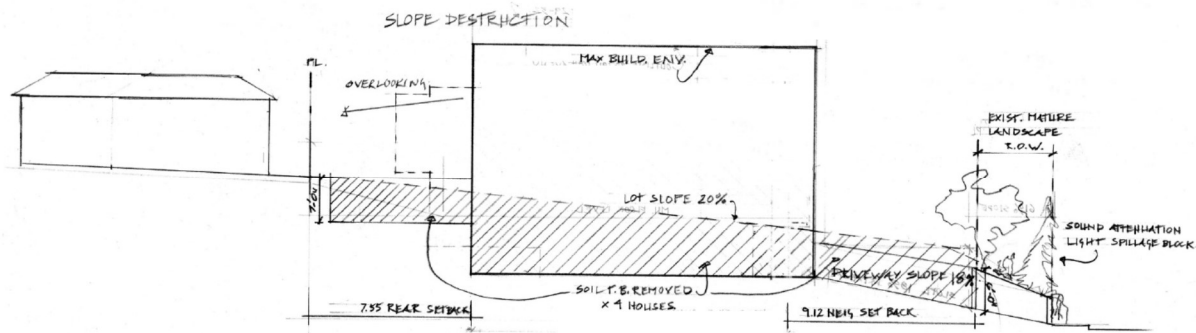 SLOPE DESTRUCTION
MAX BUILD. ENV.
PL.
OVERLOOKING
EXIST. MATURE
LANDSCAPE
R.O.W.
LOT SLOPE 20%
SOUND ATTENUATION
LIGHT SPILLAGE BLOCK
DRIVEWAY SLOPE 18%
SOIL T.B. REMOVED
× 4 HOUSES
7.55 REAR SETBACK
9.12 NEIG SET BACK